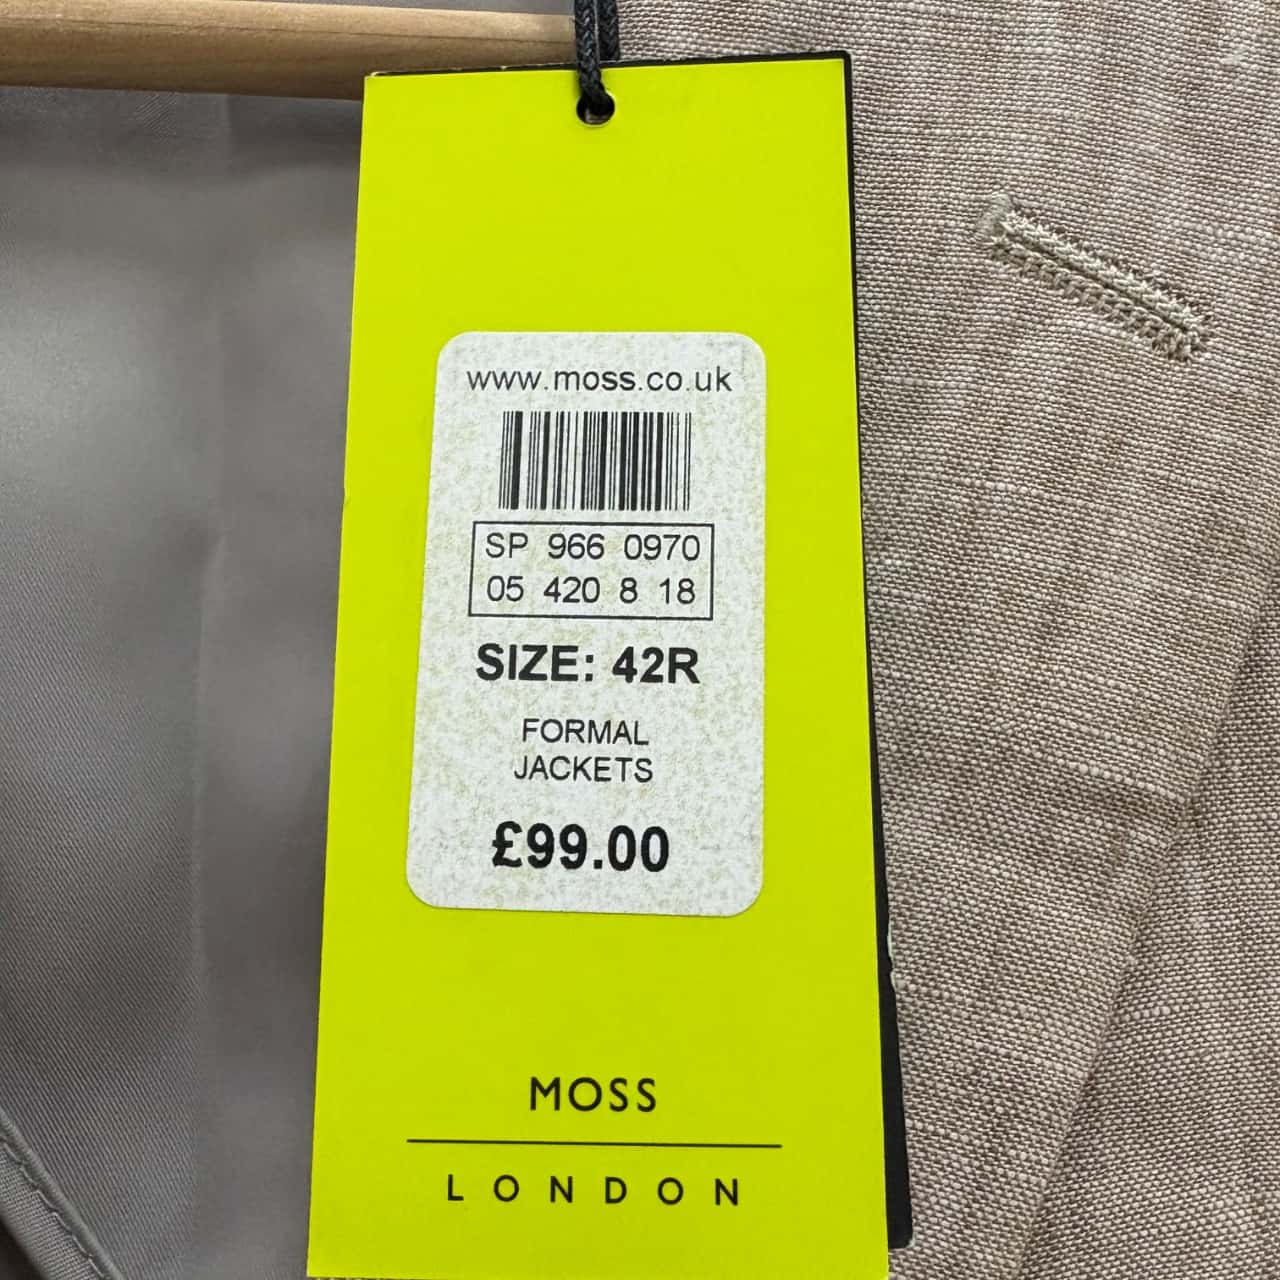 www.moss.co.uk
SP 966 0970
05 420 8 18
SIZE: 42R
FORMAL
JACKETS
£99.00
MOSS
LONDON